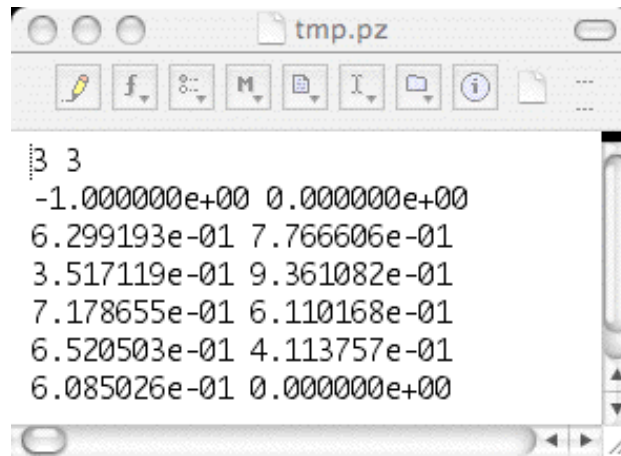 tmp.pz
3 3
-1.000000e+00 0.000000e+00
6.299193e-01 7.766606e-01
3.517119e-01 9.361082e-01
7.178655e-01 6.110168e-01
6.520503e-01 4.113757e-01
6.085026e-01 0.000000e+00